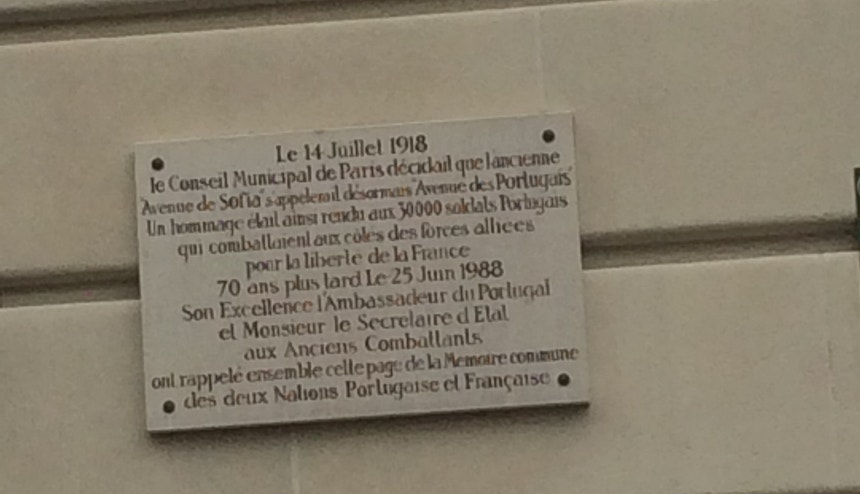 Le 14 Juillet 1918
le Conseil Municipal de Paris décidait que l'ancienne
"Avenue de Sofia" s'appelerait désormais "Avenue des Portugais"
Un hommage était ainsi rendu aux 30000 soldats Portugais
qui combattaient aux côtés des forces alliées
pour la liberté de la France
70 ans plus tard Le 25 Juin 1988
Son Excellence l'Ambassadeur du Portugal
et Monsieur le Secretaire d'Etat
aux Anciens Combattants
ont rappelé ensemble cette page de la Memoire commune
des deux Nations Portugaise et Française